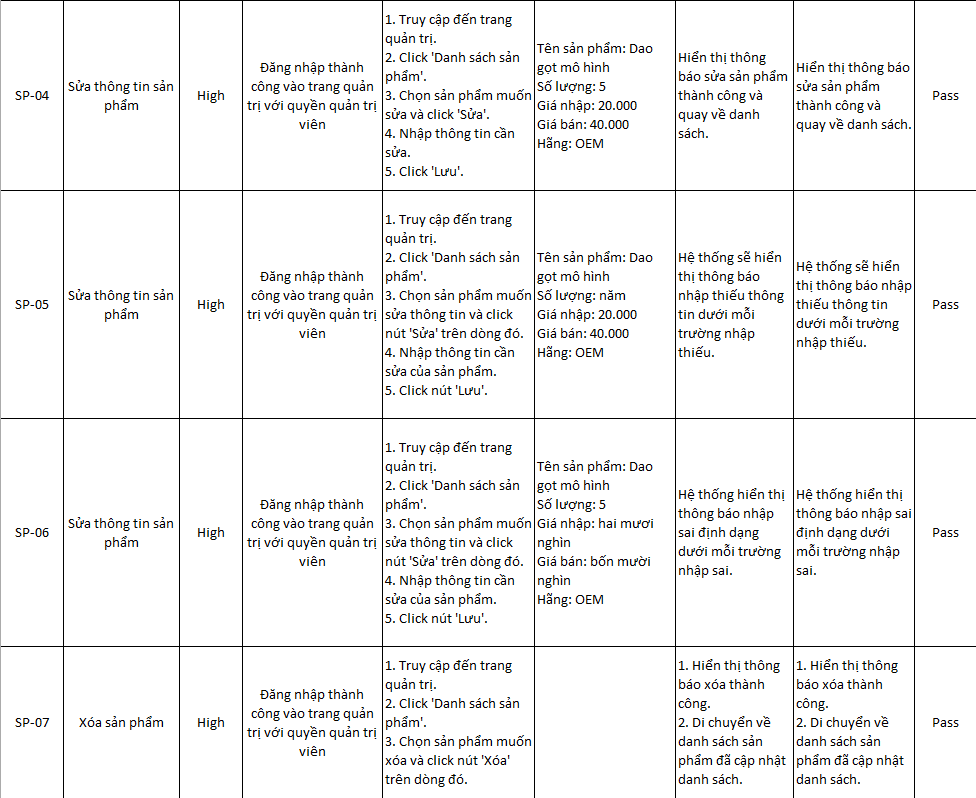 SP-04
Sửa thông tin sản
phẩm
High
Đăng nhập thành
công vào trang quản
trị với quyền quản trị
viên
1. Truy cập đến trang
quản trị.
2. Click 'Danh sách sản
phẩm'.
3. Chọn sản phẩm muốn
sửa và click 'Sửa'.
4. Nhập thông tin cần
sửa.
5. Click 'Lưu'.
Tên sản phẩm: Dao
gọt mô hình
Số lượng: 5
Giá nhập: 20.000
Giá bán: 40.000
Hãng: OEM
Hiển thị thông
báo sửa sản phẩm
thành công và
quay về danh
sách.
Hiển thị thông báo
sửa sản phẩm
thành công và
quay về danh sách.
Pass
SP-05
Sửa thông tin sản
phẩm
High
Đăng nhập thành
công vào trang quản
trị với quyền quản trị
viên
1. Truy cập đến trang
quản trị.
2. Click 'Danh sách sản
phẩm'.
3. Chọn sản phẩm muốn
sửa thông tin và click
nút 'Sửa' trên dòng đó.
4. Nhập thông tin cần
sửa của sản phẩm.
5. Click nút 'Lưu'.
Tên sản phẩm: Dao
gọt mô hình
Số lượng: năm
Giá nhập: 20.000
Giá bán: 40.000
Hãng: OEM
Hệ thống sẽ hiển
thị thông báo
nhập thiếu thông
tin dưới mỗi
trường nhập
thiếu.
Hệ thống sẽ hiển
thị thông báo nhập
thiếu thông tin
dưới mỗi trường
nhập thiếu.
Pass
SP-06
Sửa thông tin sản
phẩm
High
Đăng nhập thành
công vào trang quản
trị với quyền quản trị
viên
1. Truy cập đến trang
quản trị.
2. Click 'Danh sách sản
phẩm'.
3. Chọn sản phẩm muốn
sửa thông tin và click
nút 'Sửa' trên dòng đó.
4. Nhập thông tin cần
sửa của sản phẩm.
5. Click nút 'Lưu'.
Tên sản phẩm: Dao
gọt mô hình
Số lượng: 5
Giá nhập: hai mươi
nghìn
Giá bán: bốn mười
nghìn
Hãng: OEM
Hệ thống hiển thị
thông báo nhập
sai định dạng
dưới mỗi trường
nhập sai.
Hệ thống hiển thị
thông báo nhập sai
định dạng dưới
mỗi trường nhập
sai.
Pass
SP-07
Xóa sản phẩm
High
Đăng nhập thành
công vào trang quản
trị với quyền quản trị
viên
1. Truy cập đến trang
quản trị.
2. Click 'Danh sách sản
phẩm'.
3. Chọn sản phẩm muốn
xóa và click nút 'Xóa'
trên dòng đó.
1. Hiển thị thông
báo xóa thành
công.
2. Di chuyển về
danh sách sản
phẩm đã cập nhật
danh sách.
1. Hiển thị thông
báo xóa thành
công.
2. Di chuyển về
danh sách sản
phẩm đã cập nhật
danh sách.
Pass